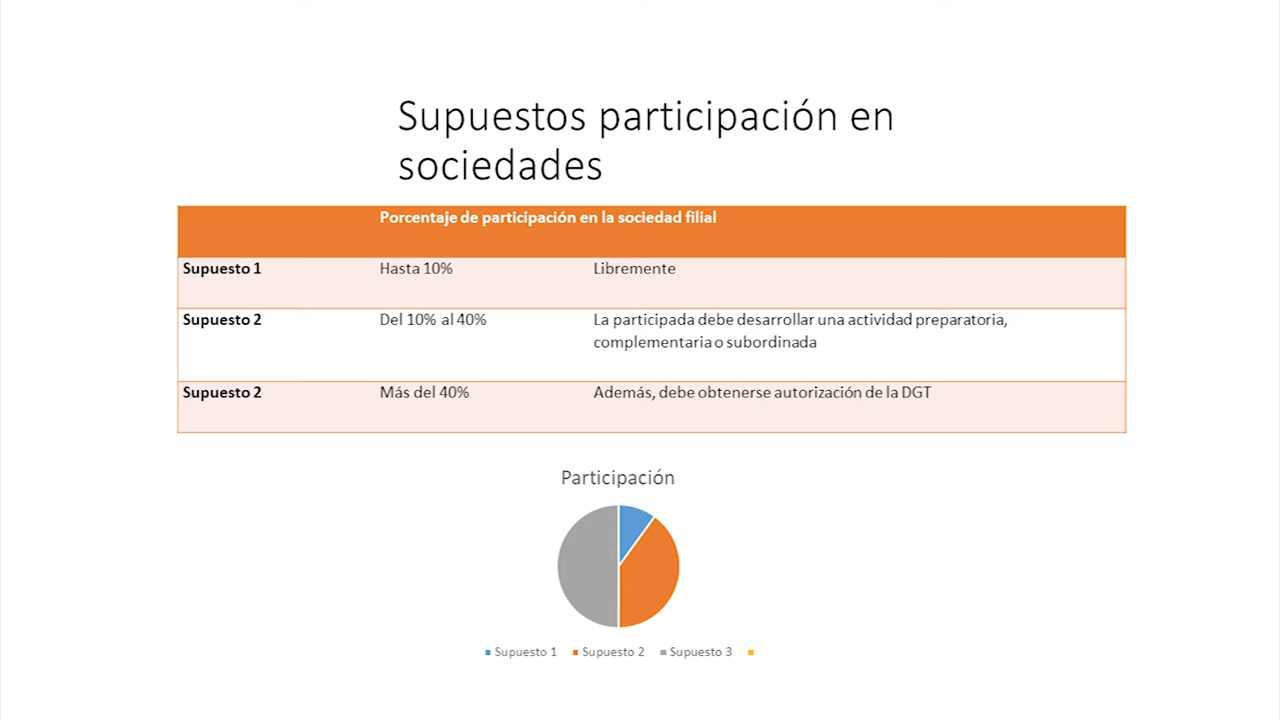 Supuestos participación en
sociedades
Porcentaje de participación en la sociedad filial
Supuesto 1 Hasta 10% Libremente
Supuesto 2 Del 10% al 40% La participada debe desarrollar una actividad preparatoria,
complementaria o subordinada
Supuesto 2 Más del 40% Además, debe obtenerse autorización de la DGT
Participación
Supuesto 1 Supuesto 2 Supuesto 3